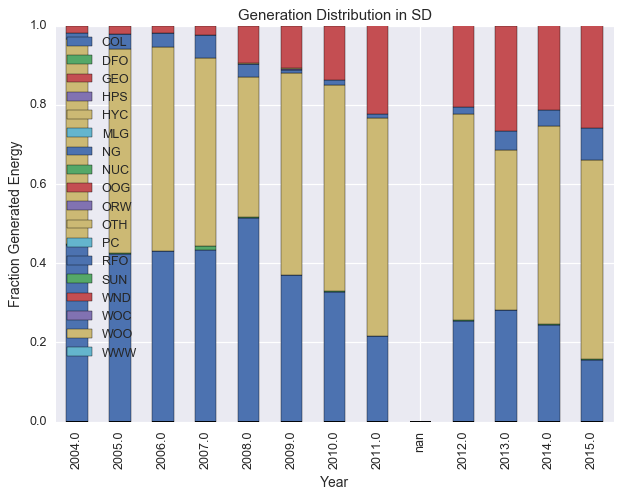 Generation Distribution in SD
1.0
0.8
0.6
0.4
0.2
0.0
Fraction Generated Energy
COL
DFO
GEO
HPS
HYC
MLG
NG
NUC
OOG
ORW
OTH
PC
RFO
SUN
WND
WOC
WOO
WWW
2004.0
2005.0
2006.0
2007.0
2008.0
2009.0
2010.0
2011.0
nan
2012.0
2013.0
2014.0
2015.0
Year